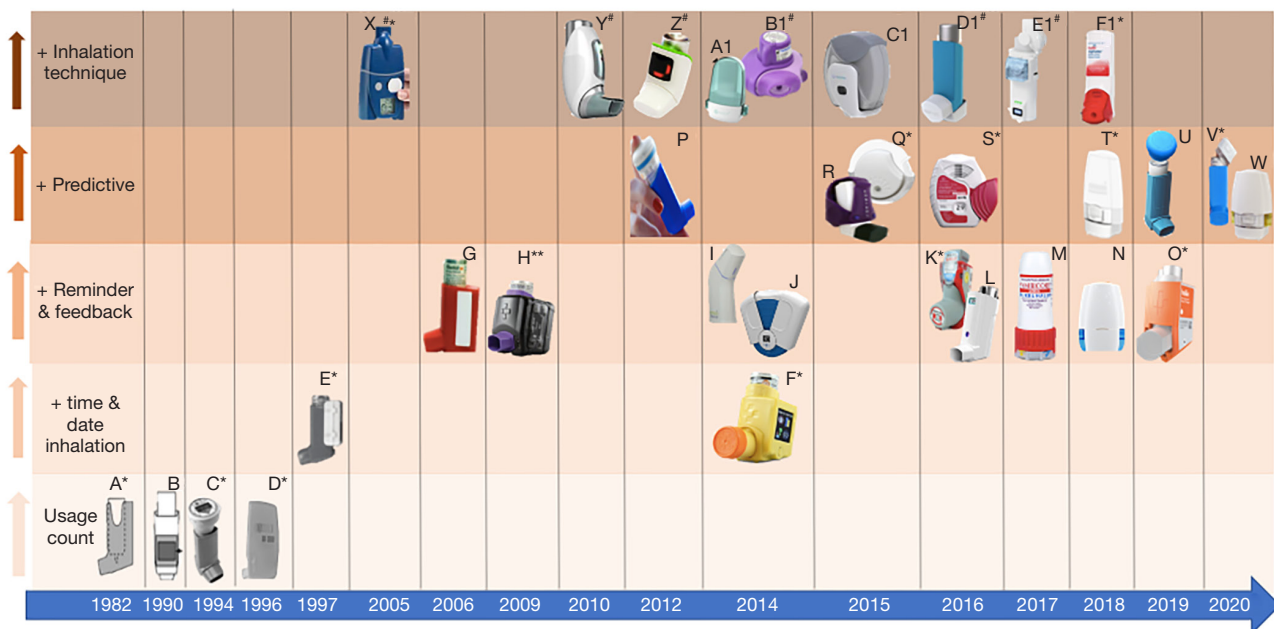 + Inhalation
technique
X #*
Y#
Z#
A1
B1#
C1
D1#
E1#
F1*
+ Predictive
P
Q*
R
S*
T*
U
V*
W
+ Reminder
& feedback
G
H**
I
J
K*
L
M
N
O*
+ time &
date
inhalation
E*
F*
Usage
count
A*
B
C*
D*
1982 1990 1994 1996 1997 2005 2006 2009 2010 2012 2014 2015 2016 2017 2018 2019 2020